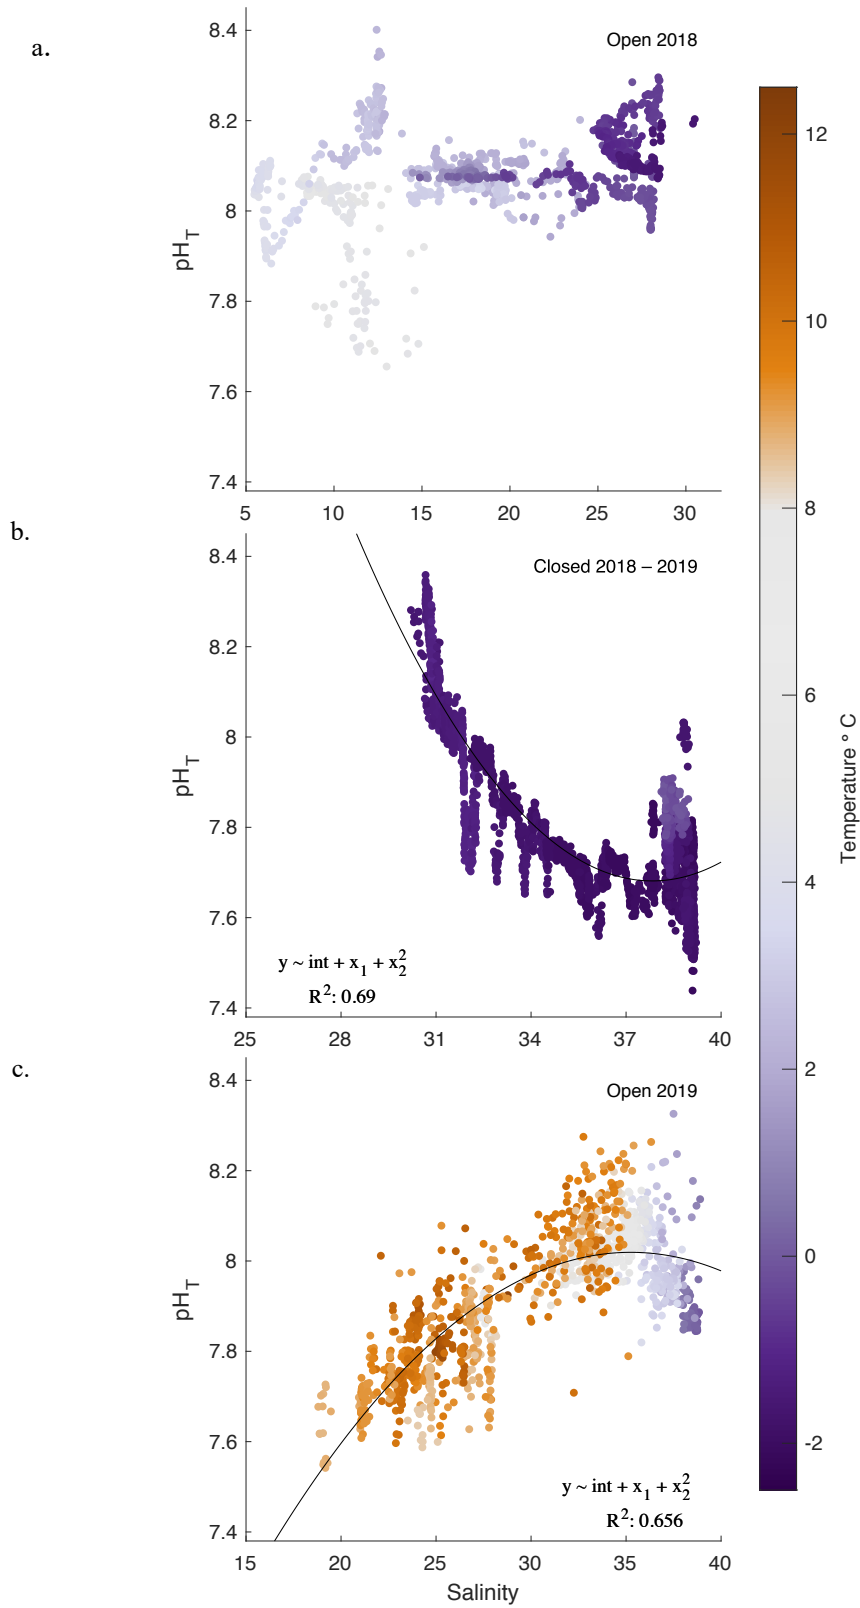 a.
Open 2018
8.4
8.2
8
7.8
7.6
7.4
pH_T
5 10 15 20 25 30
b.
Closed 2018 – 2019
8.4
8.2
8
7.8
7.6
7.4
pH_T
y ~ int + x_1 + x_2^2
R^2: 0.69
25 28 31 34 37 40
c.
Open 2019
8.4
8.2
8
7.8
7.6
7.4
pH_T
y ~ int + x_1 + x_2^2
R^2: 0.656
15 20 25 30 35 40
Salinity
12
10
8
6
4
2
0
-2
Temperature ° C